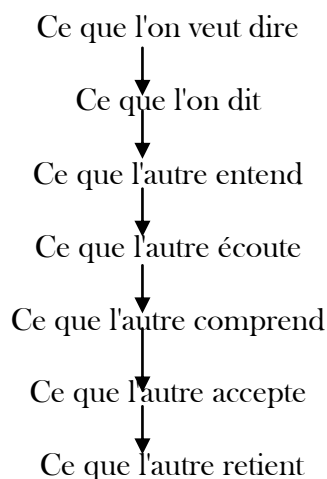 Ce que l'on veut dire
Ce que l'on dit
Ce que l'autre entend
Ce que l'autre écoute
Ce que l'autre comprend
Ce que l'autre accepte
Ce que l'autre retient